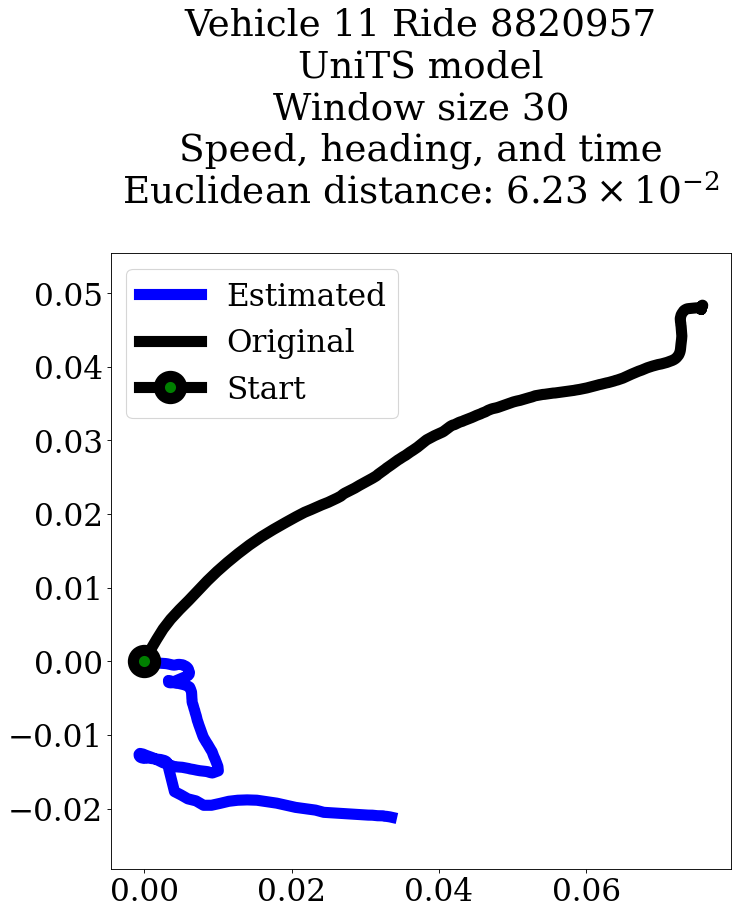 Vehicle 11 Ride 8820957
UniTS model
Window size 30
Speed, heading, and time
Euclidean distance: 6.23 × 10⁻²
Estimated
Original
Start
0.05
0.04
0.03
0.02
0.01
0.00
−0.01
−0.02
0.00 0.02 0.04 0.06